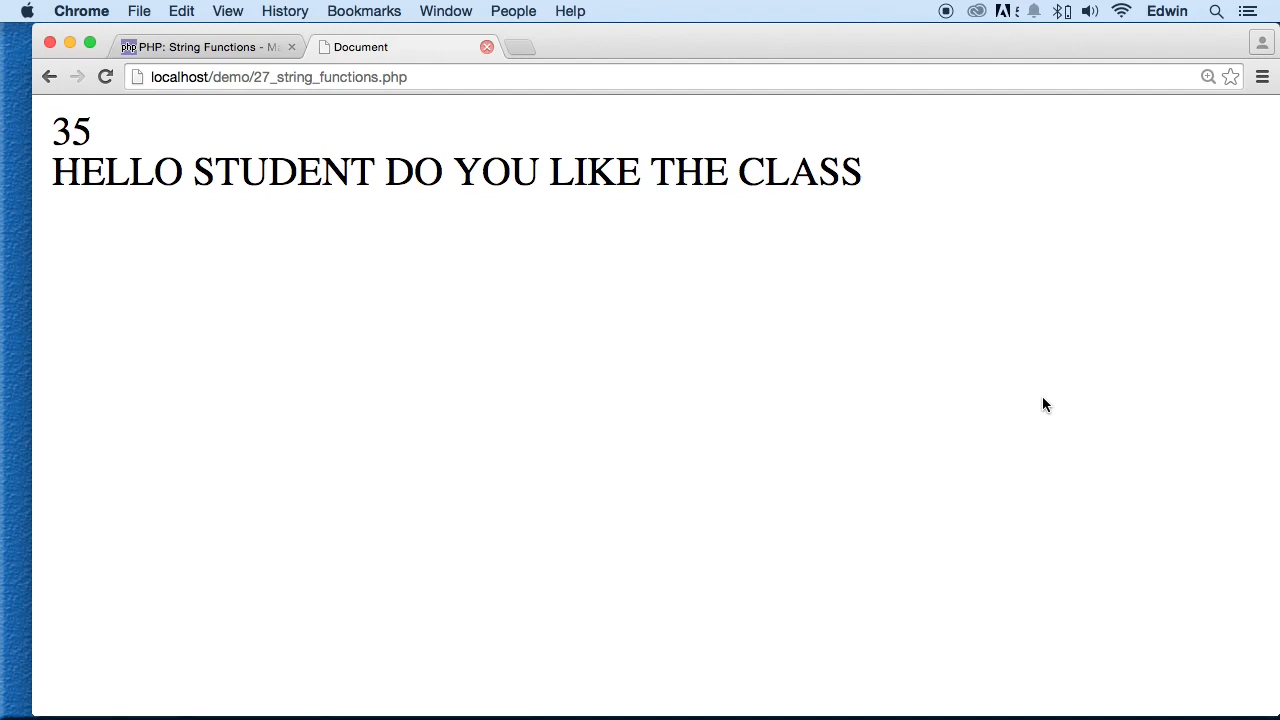 Chrome File Edit View History Bookmarks Window People Help Edwin
php PHP: String Functions - M Document
localhost/demo/27_string_functions.php
35
HELLO STUDENT DO YOU LIKE THE CLASS